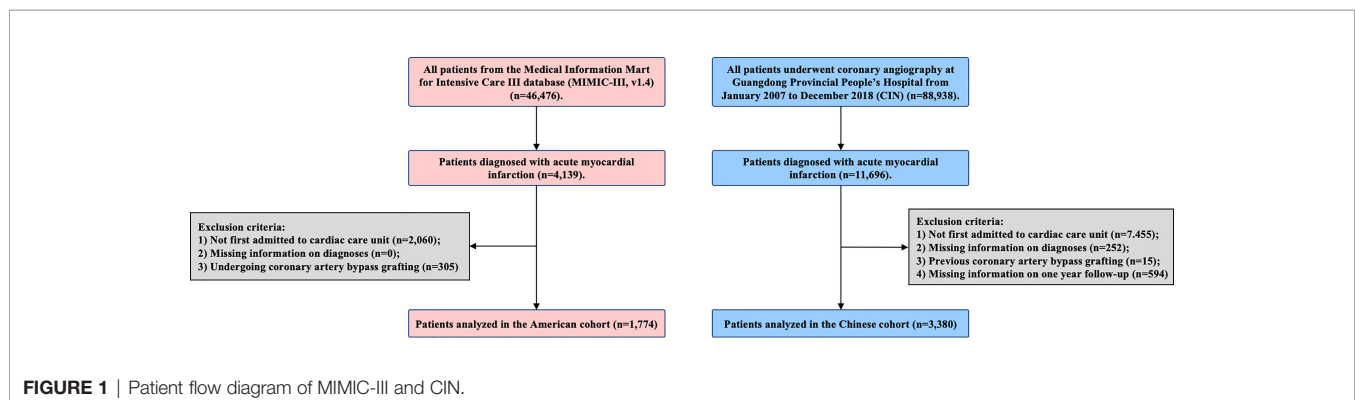 All patients from the Medical Information Mart
for Intensive Care III database (MIMIC-III, v1.4)
(n=46,476).
All patients underwent coronary angiography at
Guangdong Provincial People's Hospital from
January 2007 to December 2018 (CIN) (n=88,938).
Patients diagnosed with acute myocardial
infarction (n=4,139).
Patients diagnosed with acute myocardial
infarction (n=11,696).
Exclusion criteria:
1) Not first admitted to cardiac care unit (n=2,060);
2) Missing information on diagnoses (n=0);
3) Undergoing coronary artery bypass grafting (n=305)
Exclusion criteria:
1) Not first admitted to cardiac care unit (n=7.455);
2) Missing information on diagnoses (n=252);
3) Previous coronary artery bypass grafting (n=15);
4) Missing information on one year follow-up (n=594)
Patients analyzed in the American cohort (n=1,774)
Patients analyzed in the Chinese cohort (n=3,380)
FIGURE 1 | Patient flow diagram of MIMIC-III and CIN.